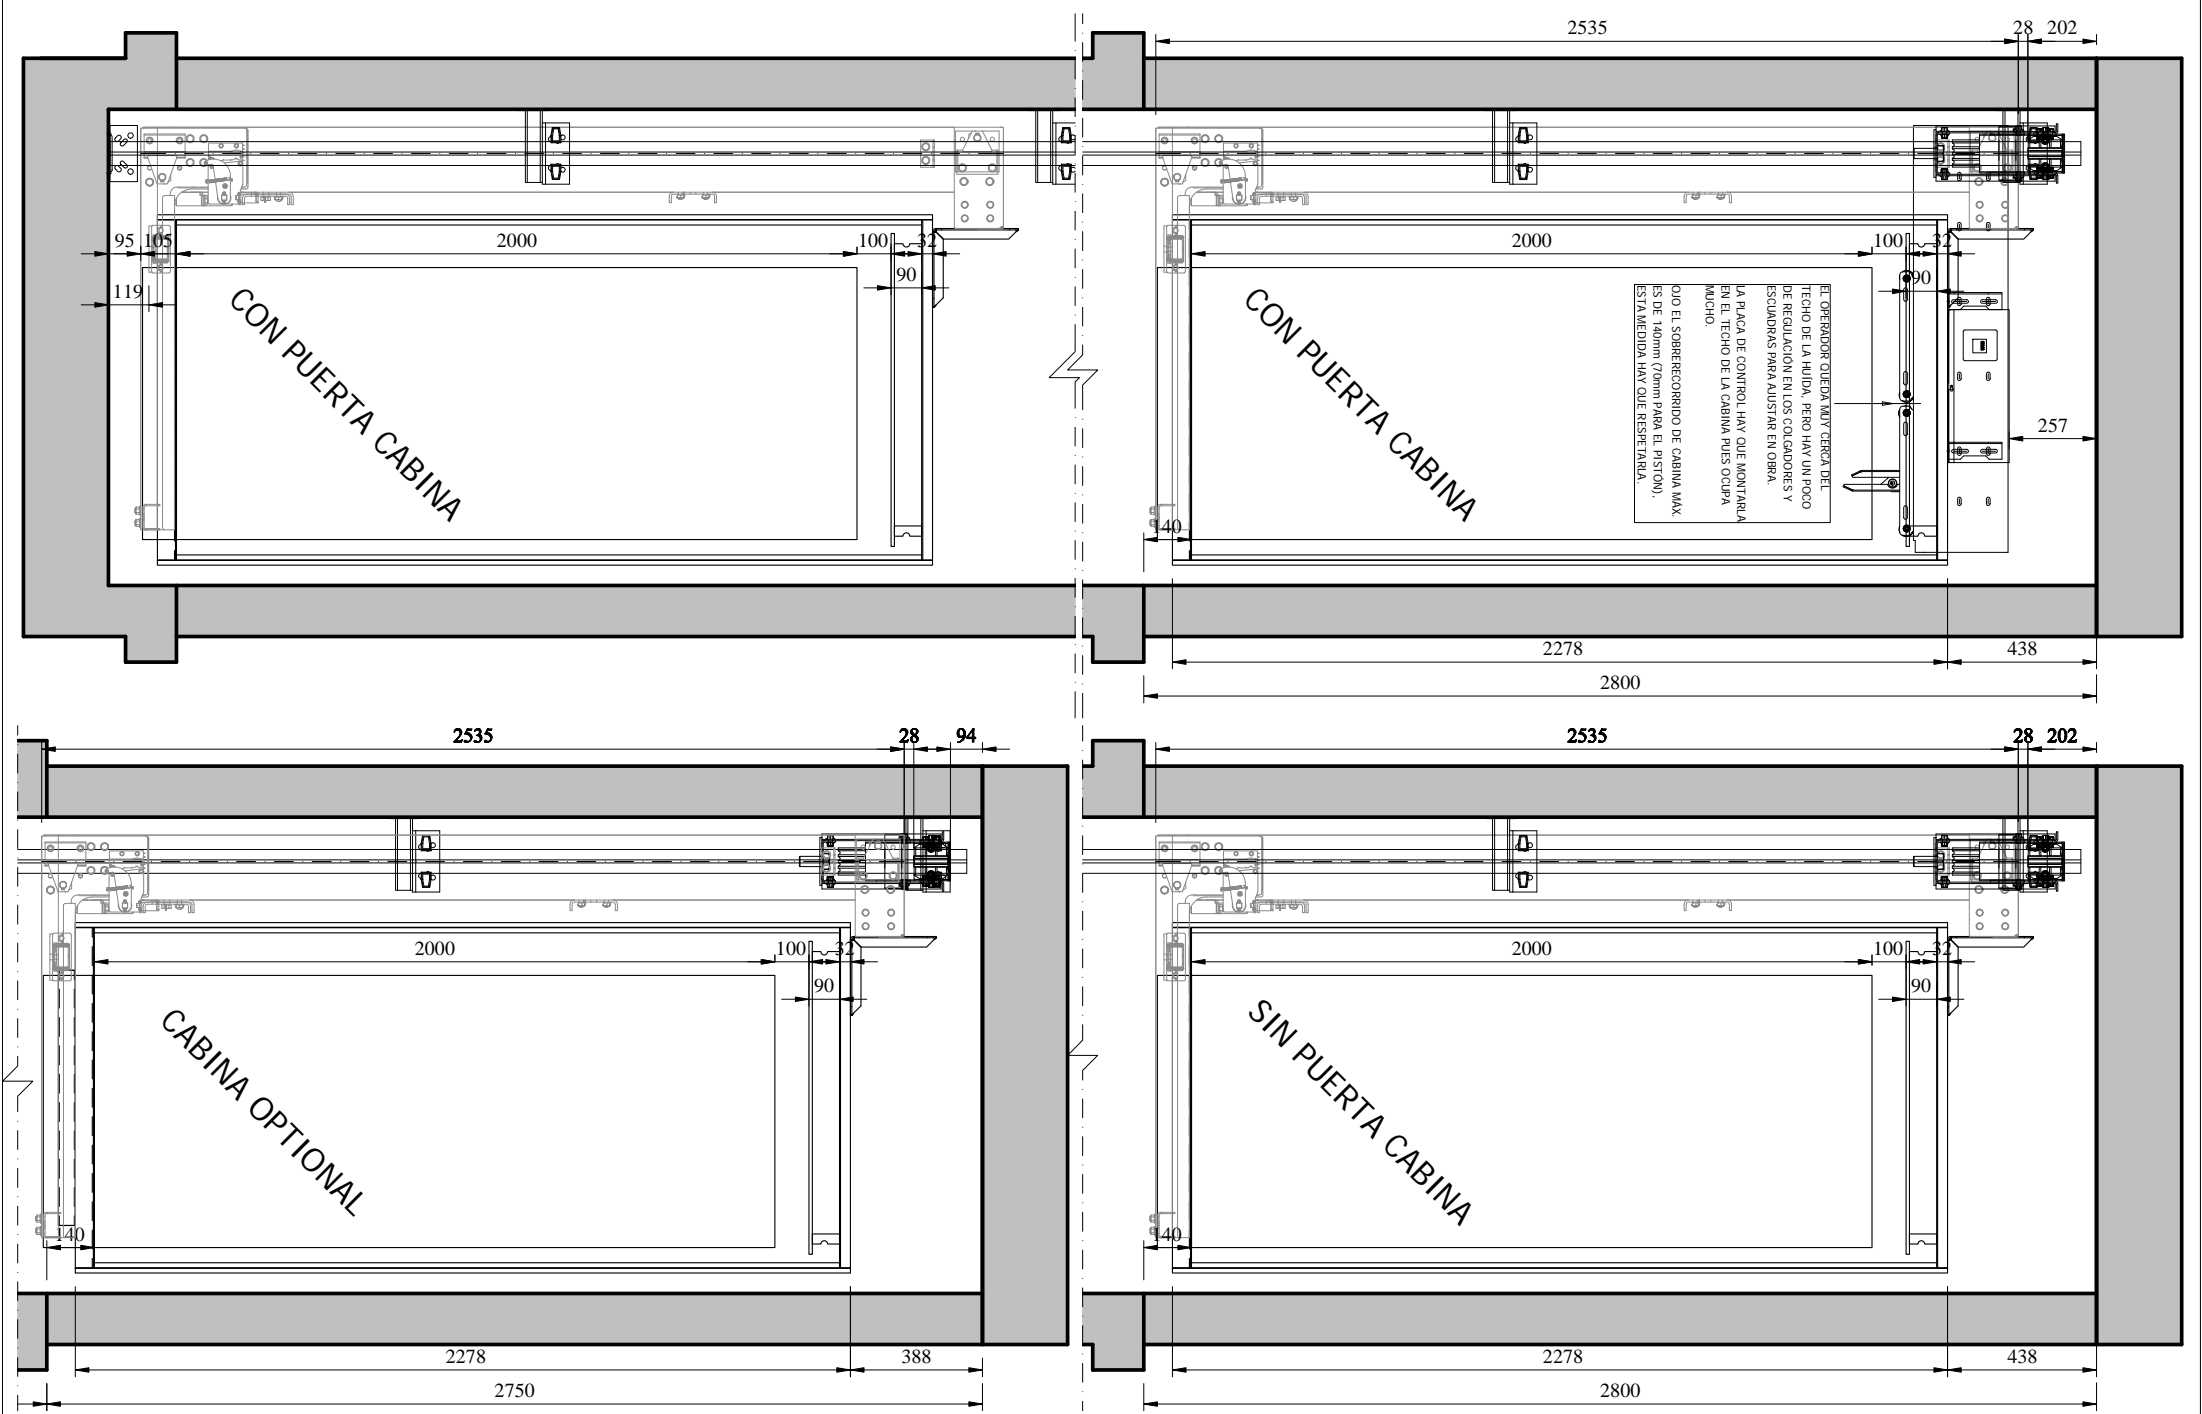 2535
28
202
95
105
2000
100
32
90
119
CON PUERTA CABINA
2000
100
32
90
CON PUERTA CABINA
EL OPERADOR QUEDA MUY CERCA DEL
TECHO DE LA HUÍDA, PERO HAY UN POCO
DE REGULACIÓN EN LOS COLGADORES Y
ESCUADRAS PARA AJUSTAR EN OBRA.
LA PLACA DE CONTROL HAY QUE MONTARLA
EN EL TECHO DE LA CABINA PUES OCUPA
MUCHO.
OJO EL SOBRERECORRIDO DE CABINA MÁX.
ES DE 140mm (70mm PARA EL PISTÓN),
ESTA MEDIDA HAY QUE RESPETARLA.
257
140
2278
438
2800
2535
28
94
2000
100
32
90
CABINA OPTIONAL
140
2278
388
2750
2535
28
202
2000
100
32
90
SIN PUERTA CABINA
140
2278
438
2800